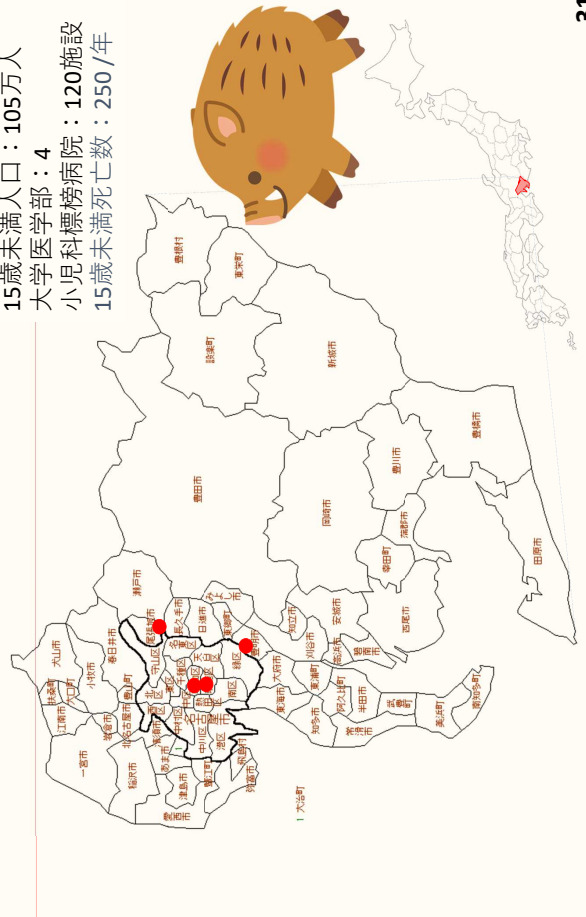 15歳未満人口：105万人
大学医学部：4
小児科標榜病院：120施設
15歳未満死亡数：250 /年
豊根村
東栄町
設楽町
新城市
豊田市
岡崎市
豊川市
豊橋市
蒲郡市
幸田町
田原市
西尾市
瀬戸市
尾張旭市
長久手市
日進市
東郷町
みよし市
豊明市
知立市
刈谷市
安城市
高浜市
碧南市
大府市
東浦町
東海市
知多市
阿久比町
半田市
常滑市
武豊町
美浜町
南知多町
犬山市
扶桑町
大口町
江南市
小牧市
春日井市
岩倉市
豊山町
北名古屋市
一宮市
稲沢市
清須市
あま市
津島市
愛西市
蟹江町
弥富市
飛島村
1 大治町
1
名古屋市
守山区
名東区
千種区
天白区
緑区
南区
港区
中川区
中村区
熱田区
北区
西区
東区
中区
31